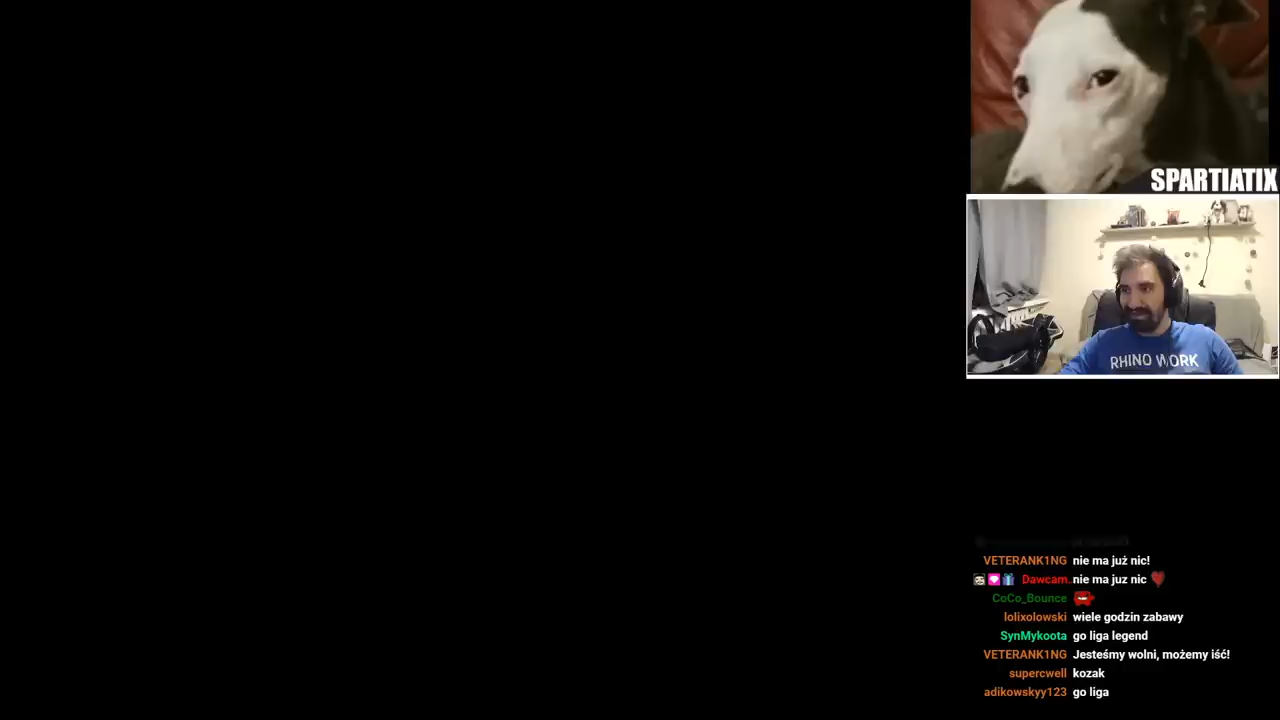 SPARTIATIX
RHINO WORK
VETERANK1NG nie ma już nic!
Dawcam. nie ma juz nic
CoCo_Bounce
lolixolowski wiele godzin zabawy
SynMykoota go liga legend
VETERANK1NG Jesteśmy wolni, możemy iść!
supercwell kozak
adikowskyy123 go liga